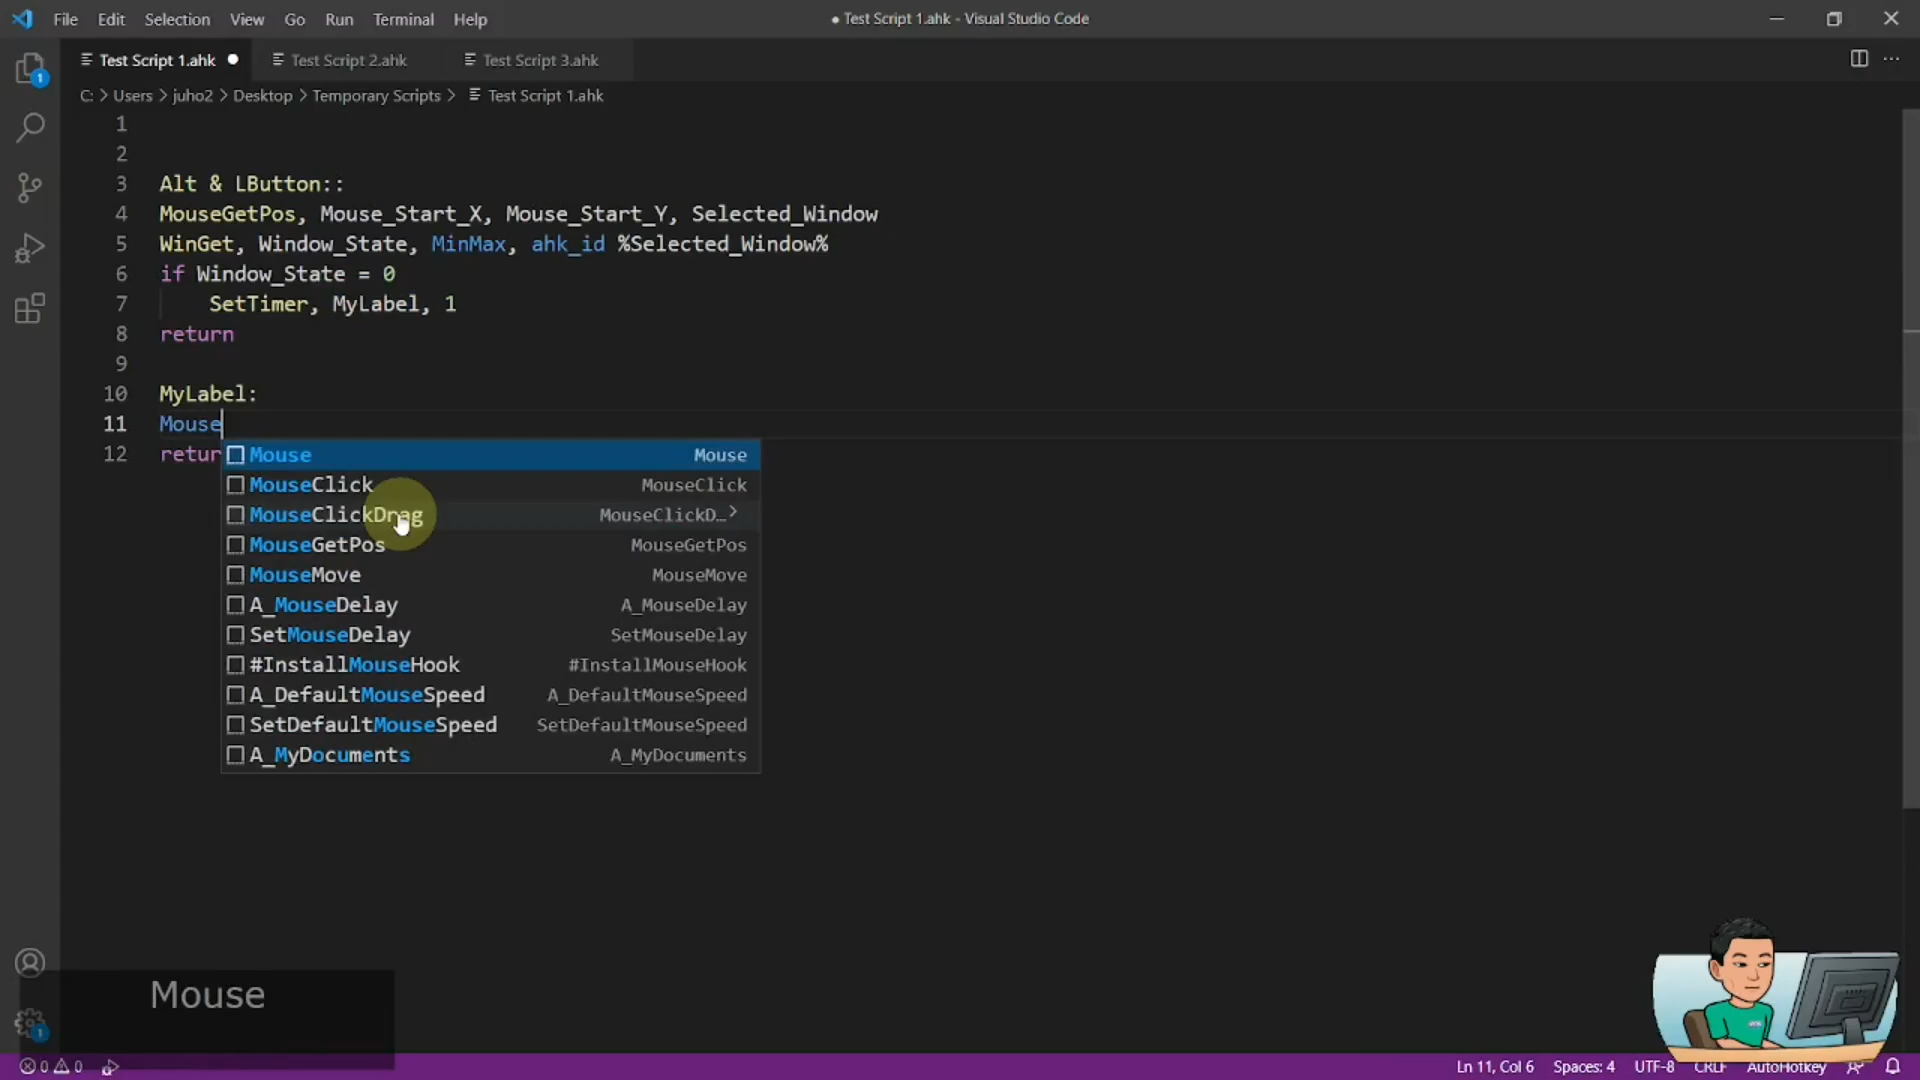 File Edit Selection View Go Run Terminal Help
● Test Script 1.ahk - Visual Studio Code
Test Script 1.ahk ● Test Script 2.ahk Test Script 3.ahk
C: > Users > juho2 > Desktop > Temporary Scripts > Test Script 1.ahk
1
2
3 Alt & LButton::
4 MouseGetPos, Mouse_Start_X, Mouse_Start_Y, Selected_Window
5 WinGet, Window_State, MinMax, ahk_id %Selected_Window%
6 if Window_State = 0
7 SetTimer, MyLabel, 1
8 return
9
10 MyLabel:
11 Mouse
12 retur
Mouse Mouse
MouseClick MouseClick
MouseClickDrag MouseClickD…>
MouseGetPos MouseGetPos
MouseMove MouseMove
A_MouseDelay A_MouseDelay
SetMouseDelay SetMouseDelay
#InstallMouseHook #InstallMouseHook
A_DefaultMouseSpeed A_DefaultMouseSpeed
SetDefaultMouseSpeed SetDefaultMouseSpeed
A_MyDocuments A_MyDocuments
1
1
Mouse
0 0 Ln 11, Col 6 Spaces: 4 UTF-8 CRLF AutoHotkey